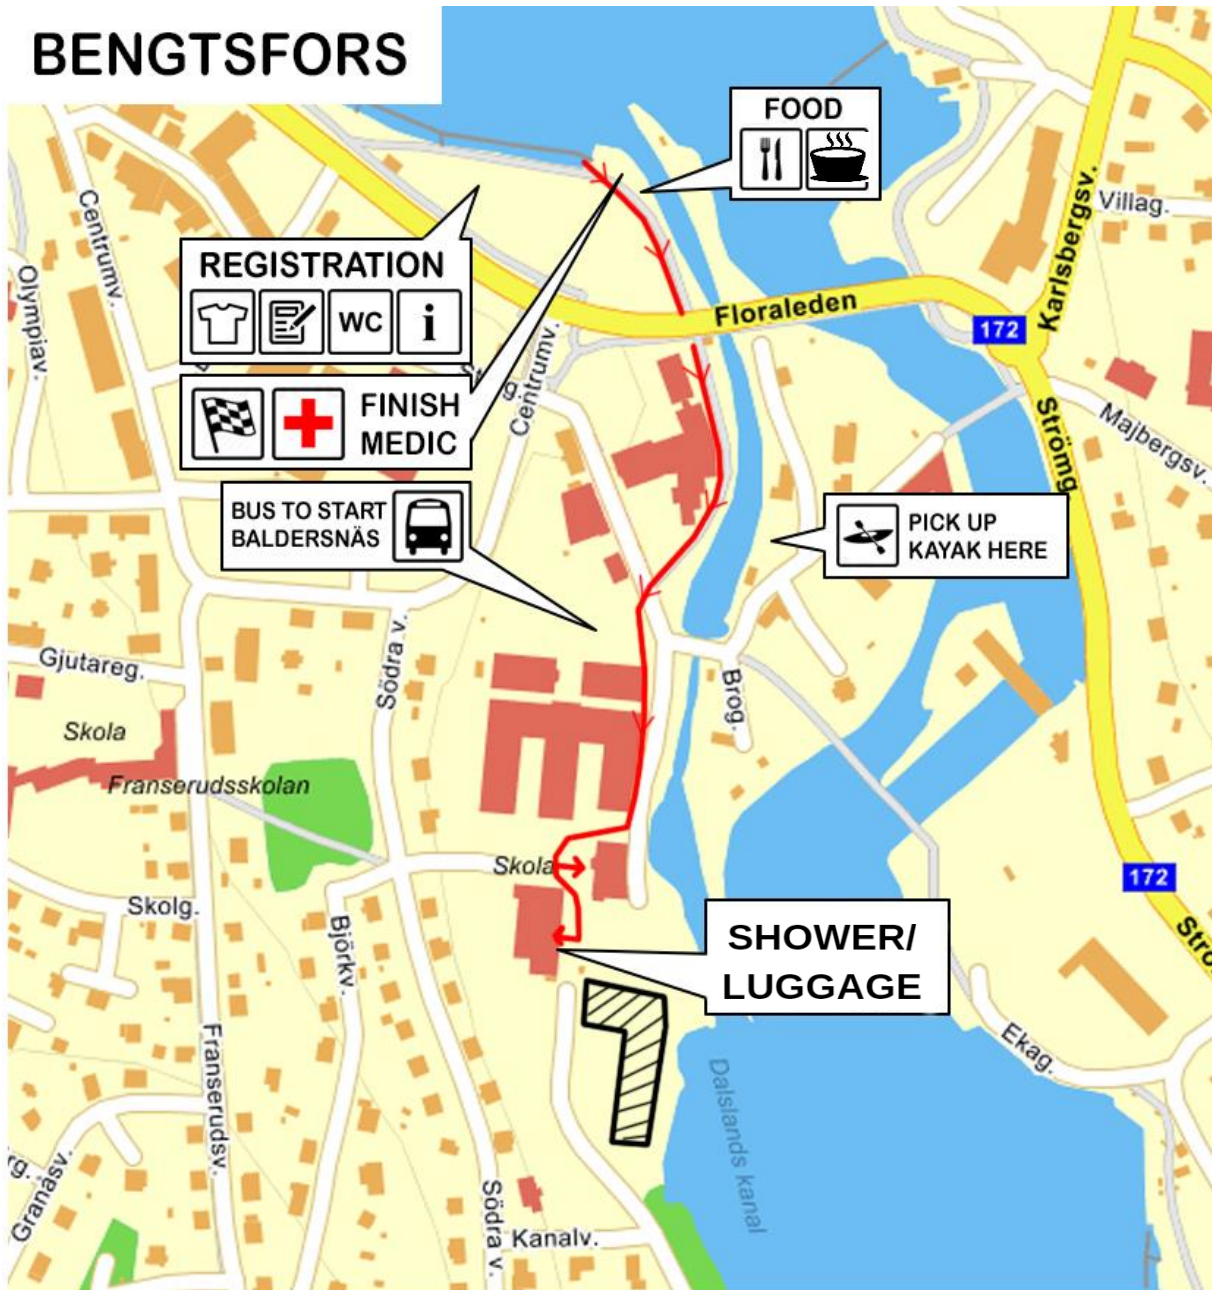 BENGTSFORS
FOOD
Karlsbergsv.
Villag.
Centrumv.
Olympiav.
REGISTRATION
WC
i
Floraleden
172
FINISH
MEDIC
Centrumv.
Strömg
Majbergsv.
BUS TO START
BALDERSNÄS
PICK UP
KAYAK HERE
Gjutareg.
Södra v.
Brog.
Skola
Franserudsskolan
Skola
172
Skolg.
Björkv.
SHOWER/
LUGGAGE
Strö
Ekag.
Franserudsv.
Dalslands kanal
Granäsv.
rg.
Södra v.
Kanalv.